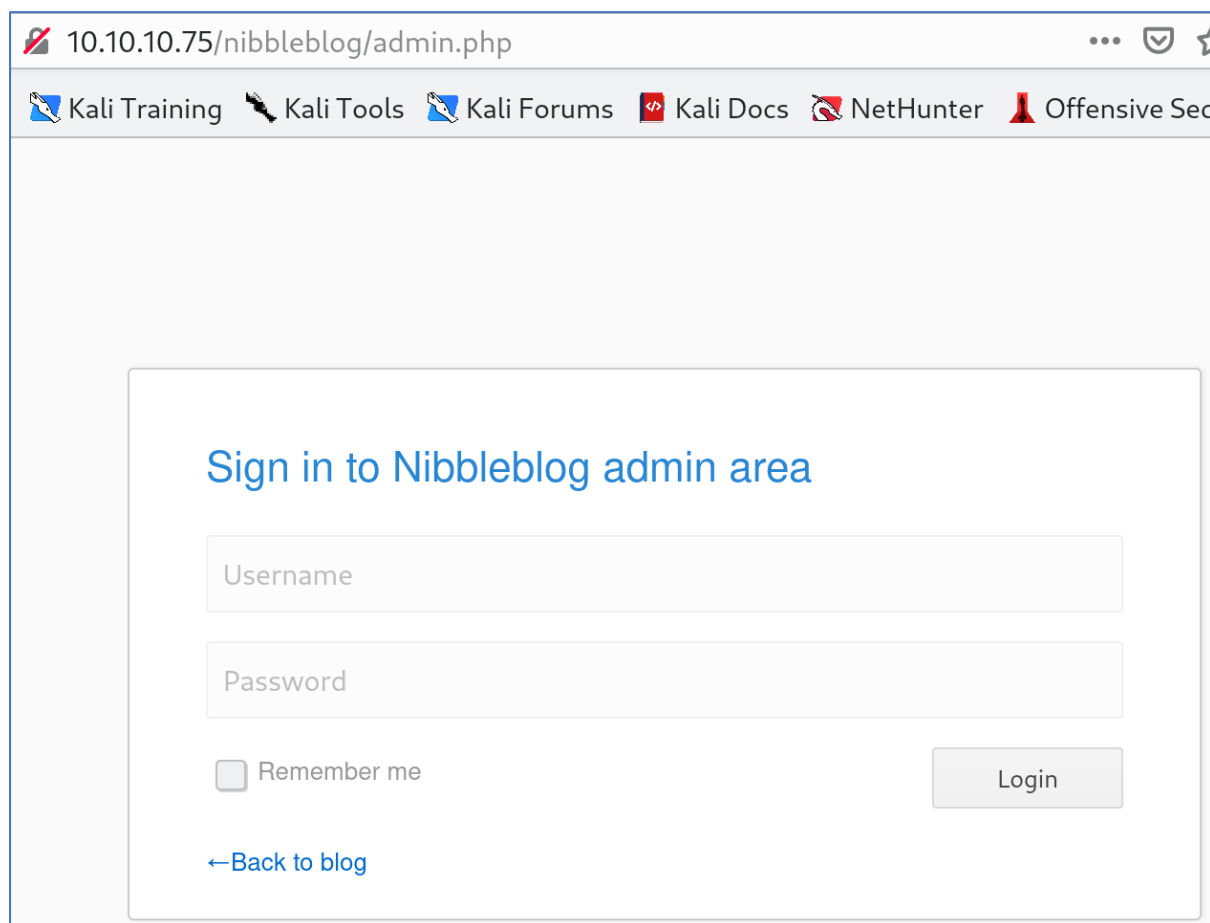 10.10.10.75/nibbleblog/admin.php
Kali Training Kali Tools Kali Forums Kali Docs NetHunter Offensive Sec
Sign in to Nibbleblog admin area
Username
Password
Remember me Login
←Back to blog